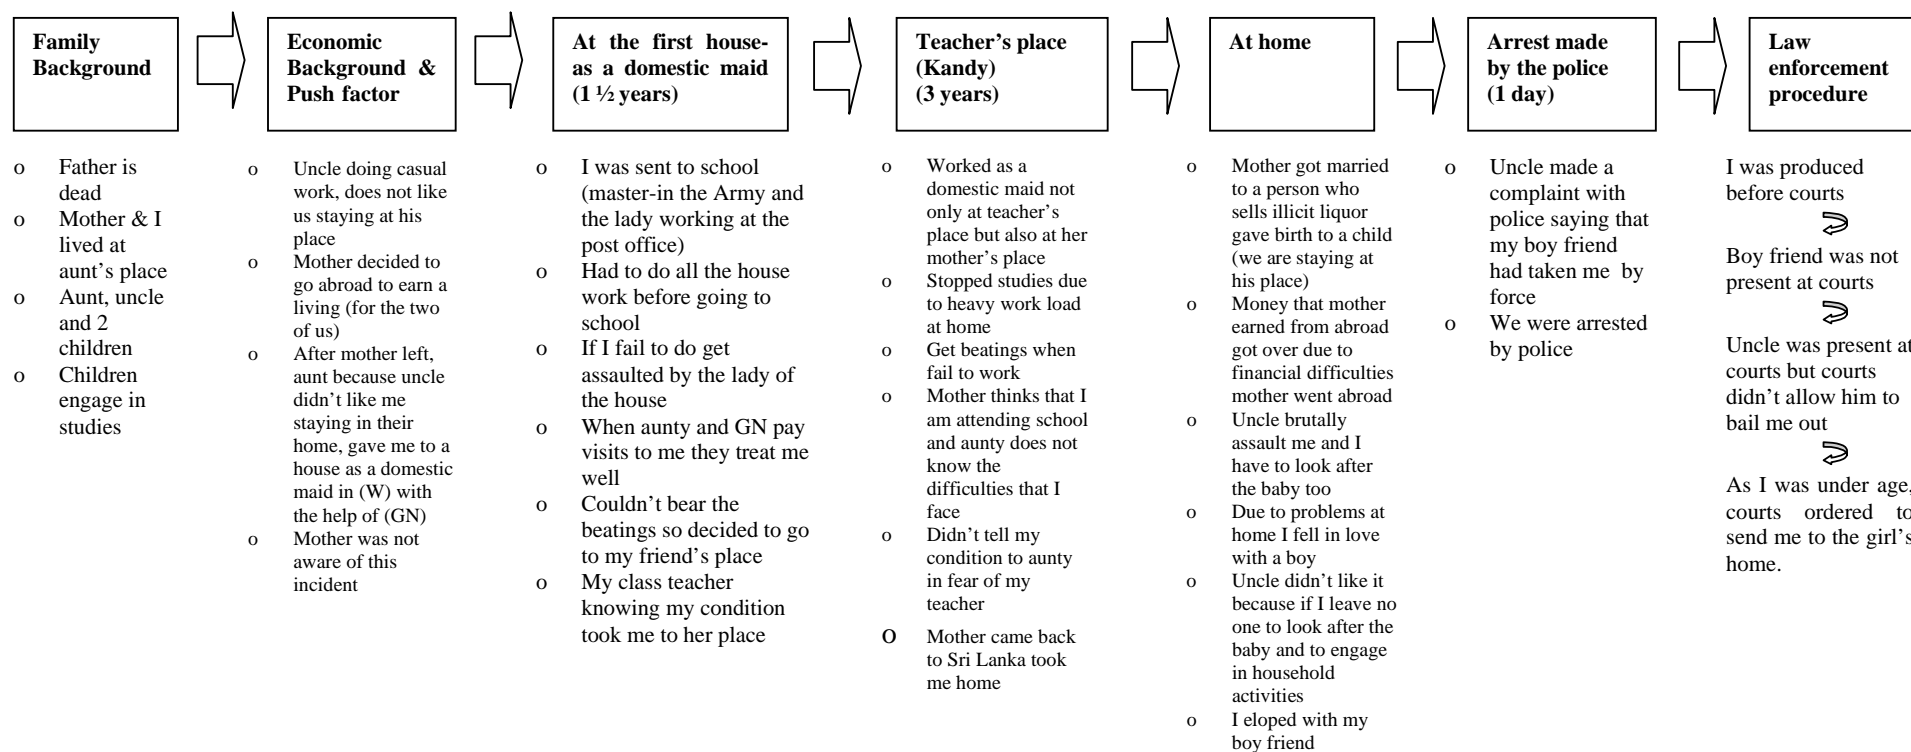 Family
Background
Economic
Background &
Push factor
At the first house-
as a domestic maid
(1 ½ years)
Teacher's place
(Kandy)
(3 years)
At home
Arrest made
by the police
(1 day)
Law
enforcement
procedure
o Father is
dead
o Mother & I
lived at
aunt's place
o Aunt, uncle
and 2
children
o Children
engage in
studies
o Uncle doing casual
work, does not like
us staying at his
place
o Mother decided to
go abroad to earn a
living (for the two
of us)
o After mother left,
aunt because uncle
didn't like me
staying in their
home, gave me to a
house as a domestic
maid in (W) with
the help of (GN)
o Mother was not
aware of this
incident
o I was sent to school
(master-in the Army and
the lady working at the
post office)
o Had to do all the house
work before going to
school
o If I fail to do get
assaulted by the lady of
the house
o When aunty and GN pay
visits to me they treat me
well
o Couldn't bear the
beatings so decided to go
to my friend's place
o My class teacher
knowing my condition
took me to her place
o Worked as a
domestic maid not
only at teacher's
place but also at her
mother's place
o Stopped studies due
to heavy work load
at home
o Get beatings when
fail to work
o Mother thinks that I
am attending school
and aunty does not
know the
difficulties that I
face
o Didn't tell my
condition to aunty
in fear of my
teacher
O Mother came back
to Sri Lanka took
me home
o Mother got married
to a person who
sells illicit liquor
gave birth to a child
(we are staying at
his place)
o Money that mother
earned from abroad
got over due to
financial difficulties
mother went abroad
o Uncle brutally
assault me and I
have to look after
the baby too
o Due to problems at
home I fell in love
with a boy
o Uncle didn't like it
because if I leave no
one to look after the
baby and to engage
in household
activities
o I eloped with my
boy friend
o Uncle made a
complaint with
police saying that
my boy friend
had taken me by
force
o We were arrested
by police
I was produced
before courts
Boy friend was not
present at courts
Uncle was present at
courts but courts
didn't allow him to
bail me out
As I was under age,
courts ordered to
send me to the girl's
home.